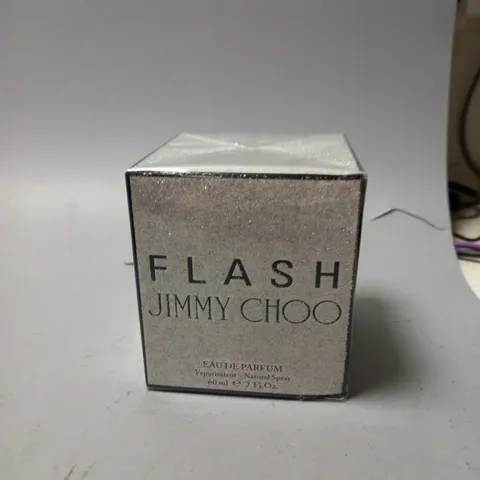 FLASH
JIMMY CHOO
EAU DE PARFUM
Vaporisateur - Natural Spray
60 ml ℮ 2 Fl.Oz.